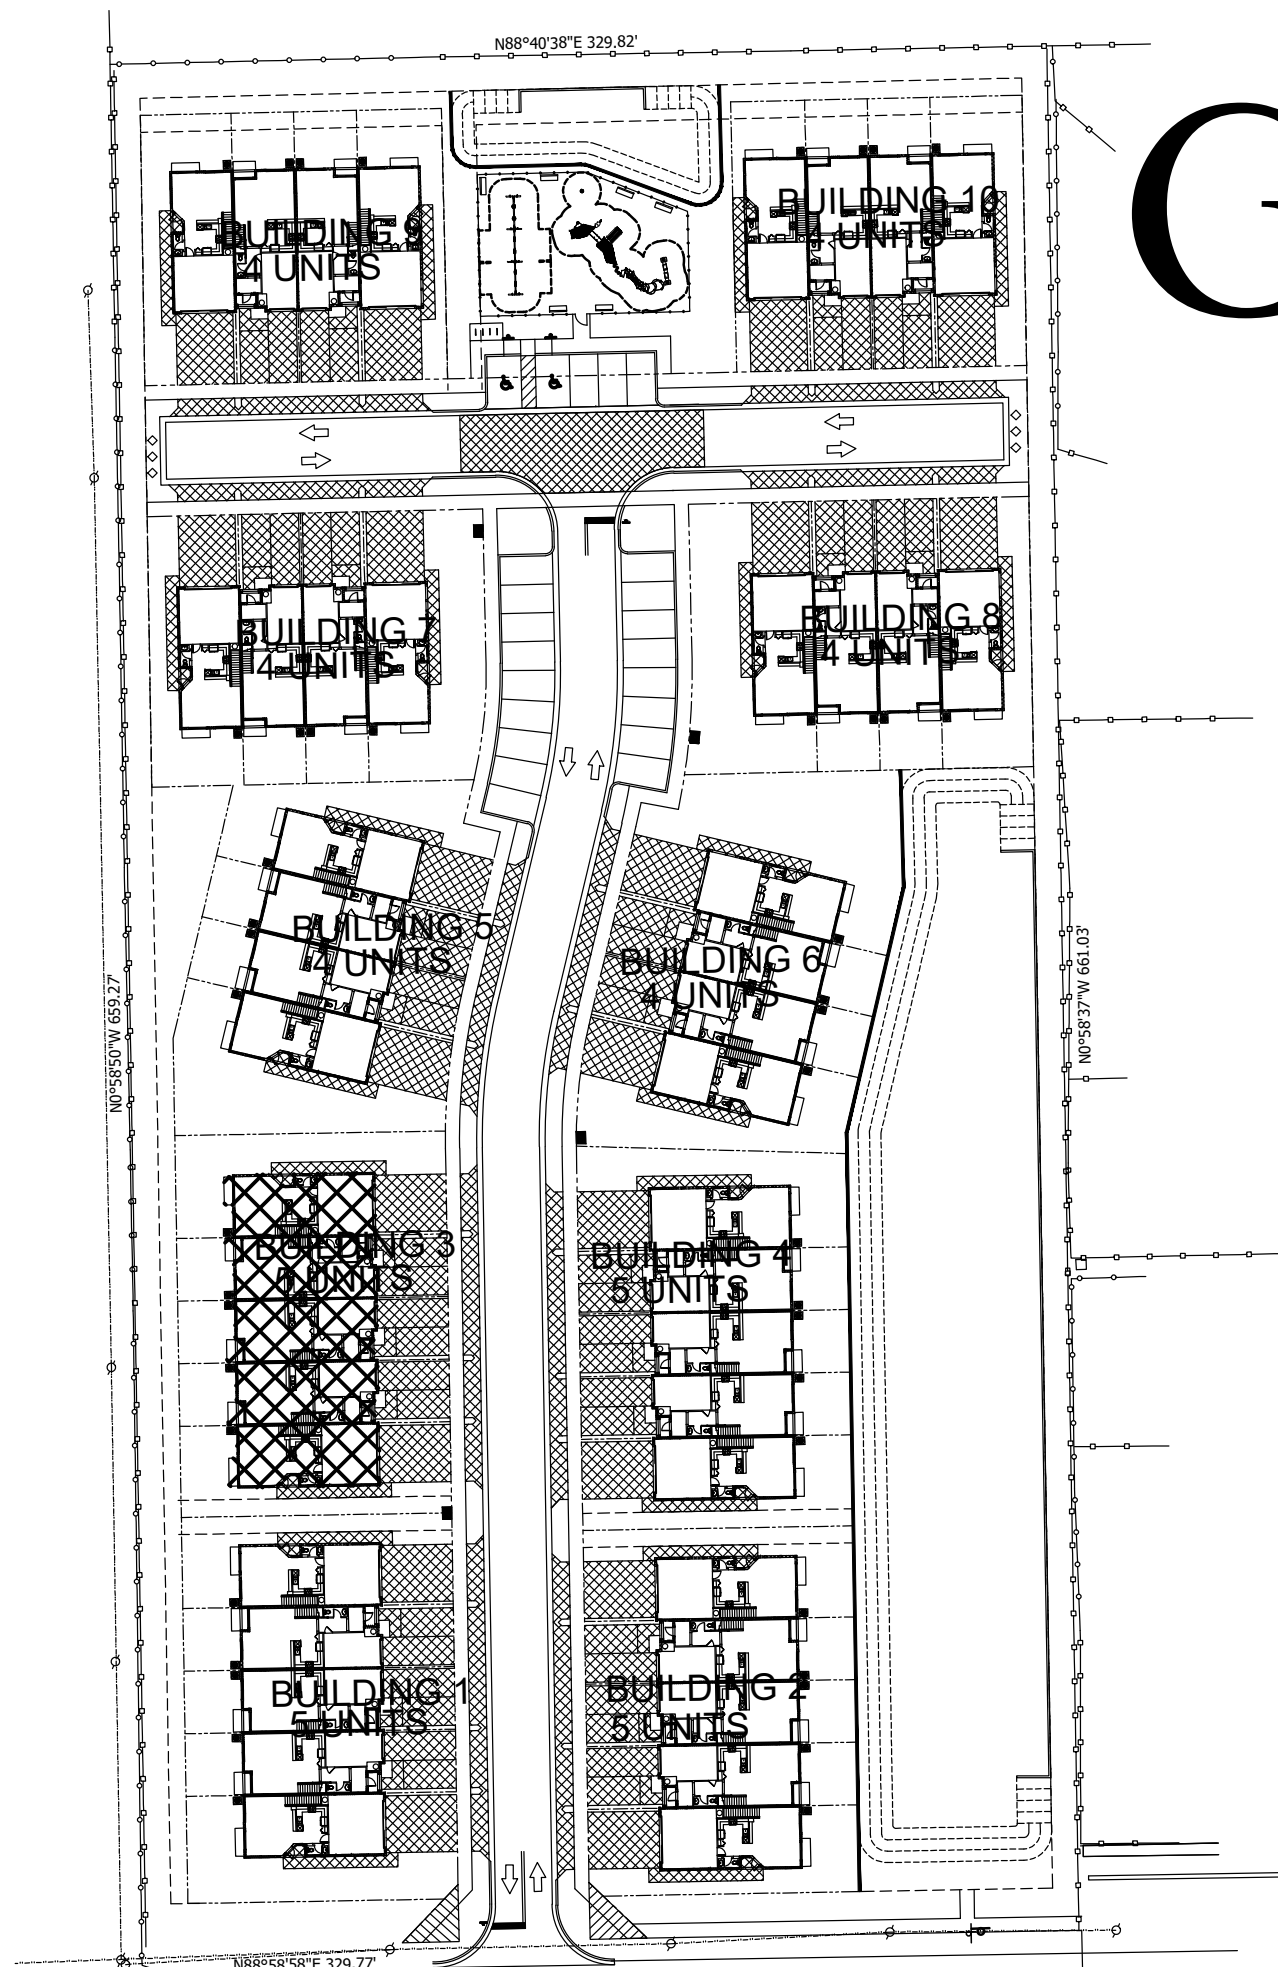 N88°40'38"E 329.82'
G
BUILDING 10
4 UNITS
BUILDING 9
4 UNITS
BUILDING 7
4 UNITS
BUILDING 8
4 UNITS
BUILDING 5
4 UNITS
BUILDING 6
4 UNITS
N0°58'50"W 659.27'
N0°58'37"W 661.03'
BUILDING 3
UNITS
BUILDING 4
5 UNITS
BUILDING 1
5 UNITS
BUILDING 2
5 UNITS
N88°58'58"E 329.77'